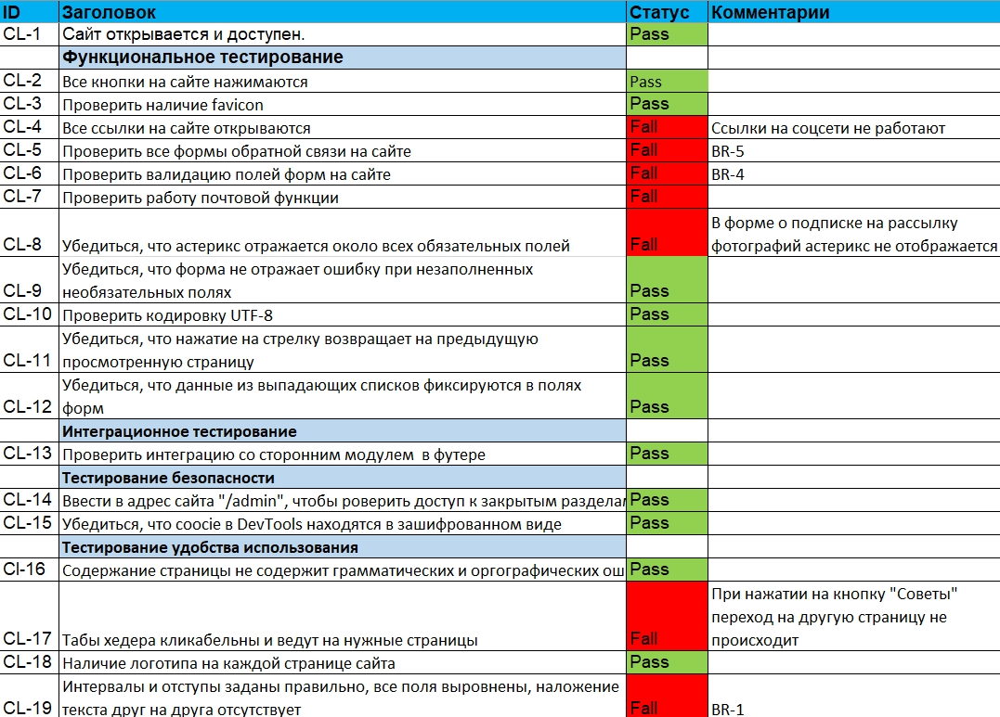 ID Заголовок Статус Комментарии
CL-1 Сайт открывается и доступен. Pass
Функциональное тестирование
CL-2 Все кнопки на сайте нажимаются Pass
CL-3 Проверить наличие favicon Pass
CL-4 Все ссылки на сайте открываются Fall Ссылки на соцсети не работают
CL-5 Проверить все формы обратной связи на сайте Fall BR-5
CL-6 Проверить валидацию полей форм на сайте Fall BR-4
CL-7 Проверить работу почтовой функции Fall
В форме о подписке на рассылку
CL-8 Убедиться, что астерикс отражается около всех обязательных полей Fall фотографий астерикс не отображается
Убедиться, что форма не отражает ошибку при незаполненных
CL-9 необязательных полях Pass
CL-10 Проверить кодировку UTF-8 Pass
Убедиться, что нажатие на стрелку возвращает на предыдущую
CL-11 просмотренную страницу Pass
Убедиться, что данные из выпадающих списков фиксируются в полях
CL-12 форм Pass
Интеграционное тестирование
CL-13 Проверить интеграцию со сторонним модулем в футере Pass
Тестирование безопасности
CL-14 Ввести в адрес сайта "/admin", чтобы роверить доступ к закрытым разделам Pass
CL-15 Убедиться, что coocie в DevTools находятся в зашифрованном виде Pass
Тестирование удобства использования
Cl-16 Содержание страницы не содержит грамматических и оргографических ош Pass
При нажатии на кнопку "Советы"
переход на другую страницу не
CL-17 Табы хедера кликабельны и ведут на нужные страницы Fall происходит
CL-18 Наличие логотипа на каждой странице сайта Pass
Интервалы и отступы заданы правильно, все поля выровнены, наложение
CL-19 текста друг на друга отсутствует Fall BR-1